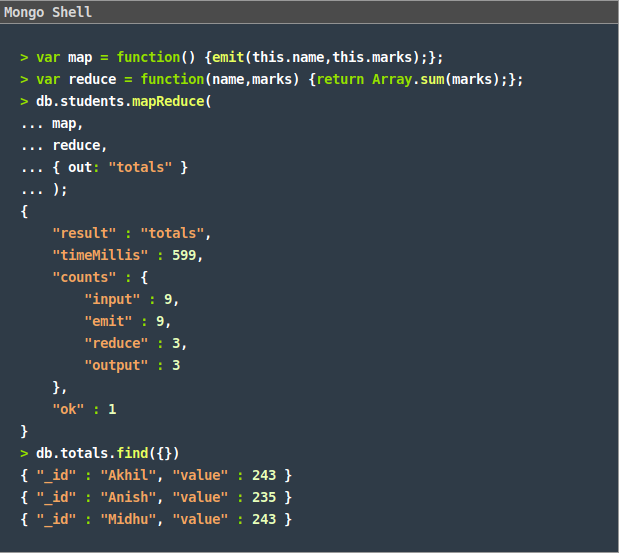 Mongo Shell
> var map = function() {emit(this.name,this.marks);};
> var reduce = function(name,marks) {return Array.sum(marks);};
> db.students.mapReduce(
... map,
... reduce,
... { out: "totals" }
... );
{
    "result" : "totals",
    "timeMillis" : 599,
    "counts" : {
        "input" : 9,
        "emit" : 9,
        "reduce" : 3,
        "output" : 3
    },
    "ok" : 1
}
> db.totals.find({})
{ "_id" : "Akhil", "value" : 243 }
{ "_id" : "Anish", "value" : 235 }
{ "_id" : "Midhu", "value" : 243 }